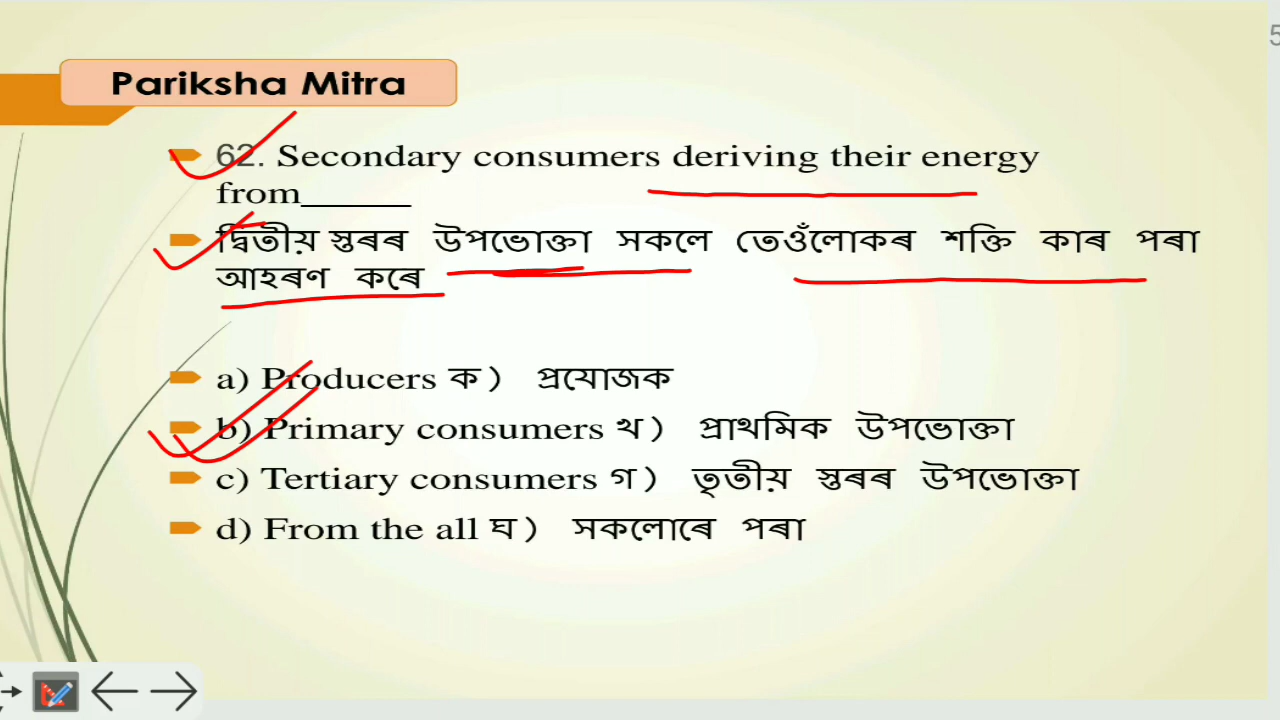 5
Pariksha Mitra
62. Secondary consumers deriving their energy
from______
দ্বিতীয় স্তৰৰ উপভোক্তা সকলে তেওঁলোকৰ শক্তি কাৰ পৰা
আহৰণ কৰে
a) Producers ক) প্ৰযোজক
b) Primary consumers খ) প্ৰাথমিক উপভোক্তা
c) Tertiary consumers গ) তৃতীয় স্তৰৰ উপভোক্তা
d) From the all ঘ) সকলোৰে পৰা